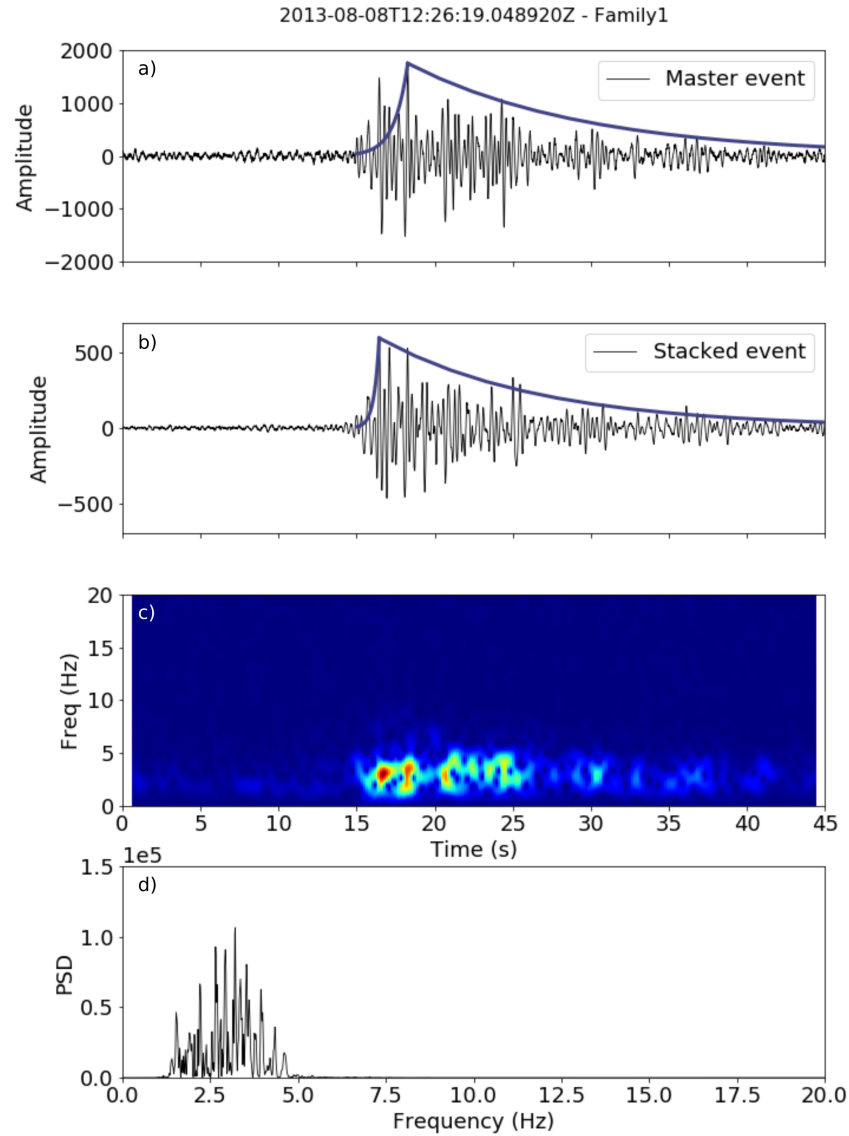 2013-08-08T12:26:19.048920Z - Family1
a)
Master event
2000
1000
0
−1000
−2000
Amplitude
b)
Stacked event
500
0
−500
Amplitude
c)
20
15
10
5
0
Freq (Hz)
0 5 10 15 20 25 30 35 40 45
Time (s)
1e5
d)
1.5
1.0
0.5
0.0
PSD
0.0 2.5 5.0 7.5 10.0 12.5 15.0 17.5 20.0
Frequency (Hz)